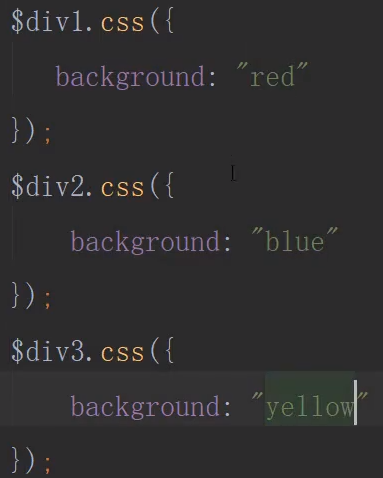 $div1.css({
background: "red"
});
$div2.css({
background: "blue"
});
$div3.css({
background: "yellow"
});